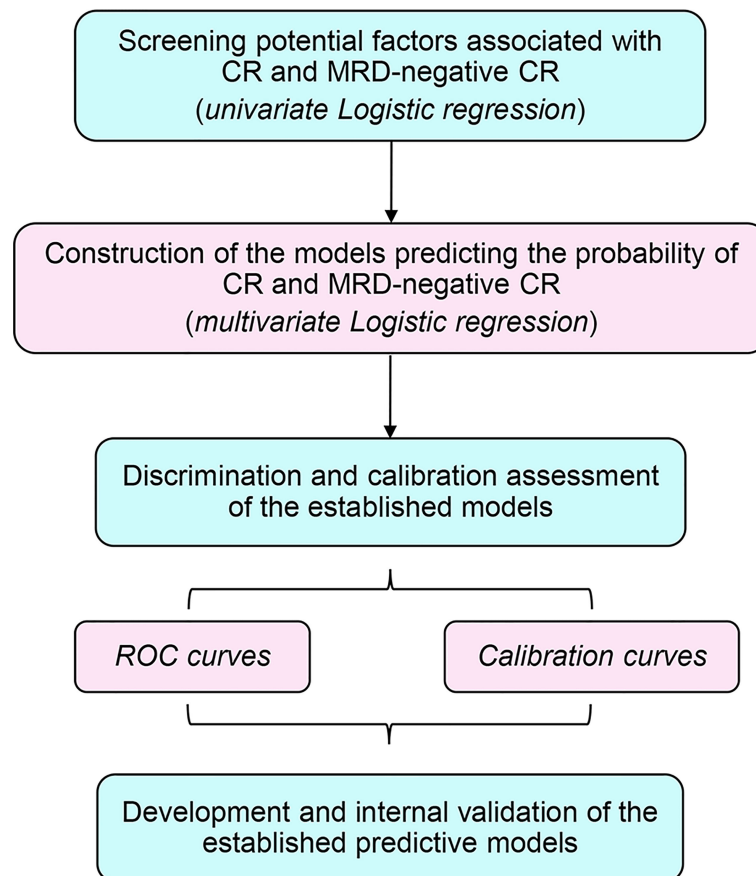 Screening potential factors associated with
CR and MRD-negative CR
(univariate Logistic regression)
Construction of the models predicting the probability of
CR and MRD-negative CR
(multivariate Logistic regression)
Discrimination and calibration assessment
of the established models
ROC curves
Calibration curves
Development and internal validation of the
established predictive models